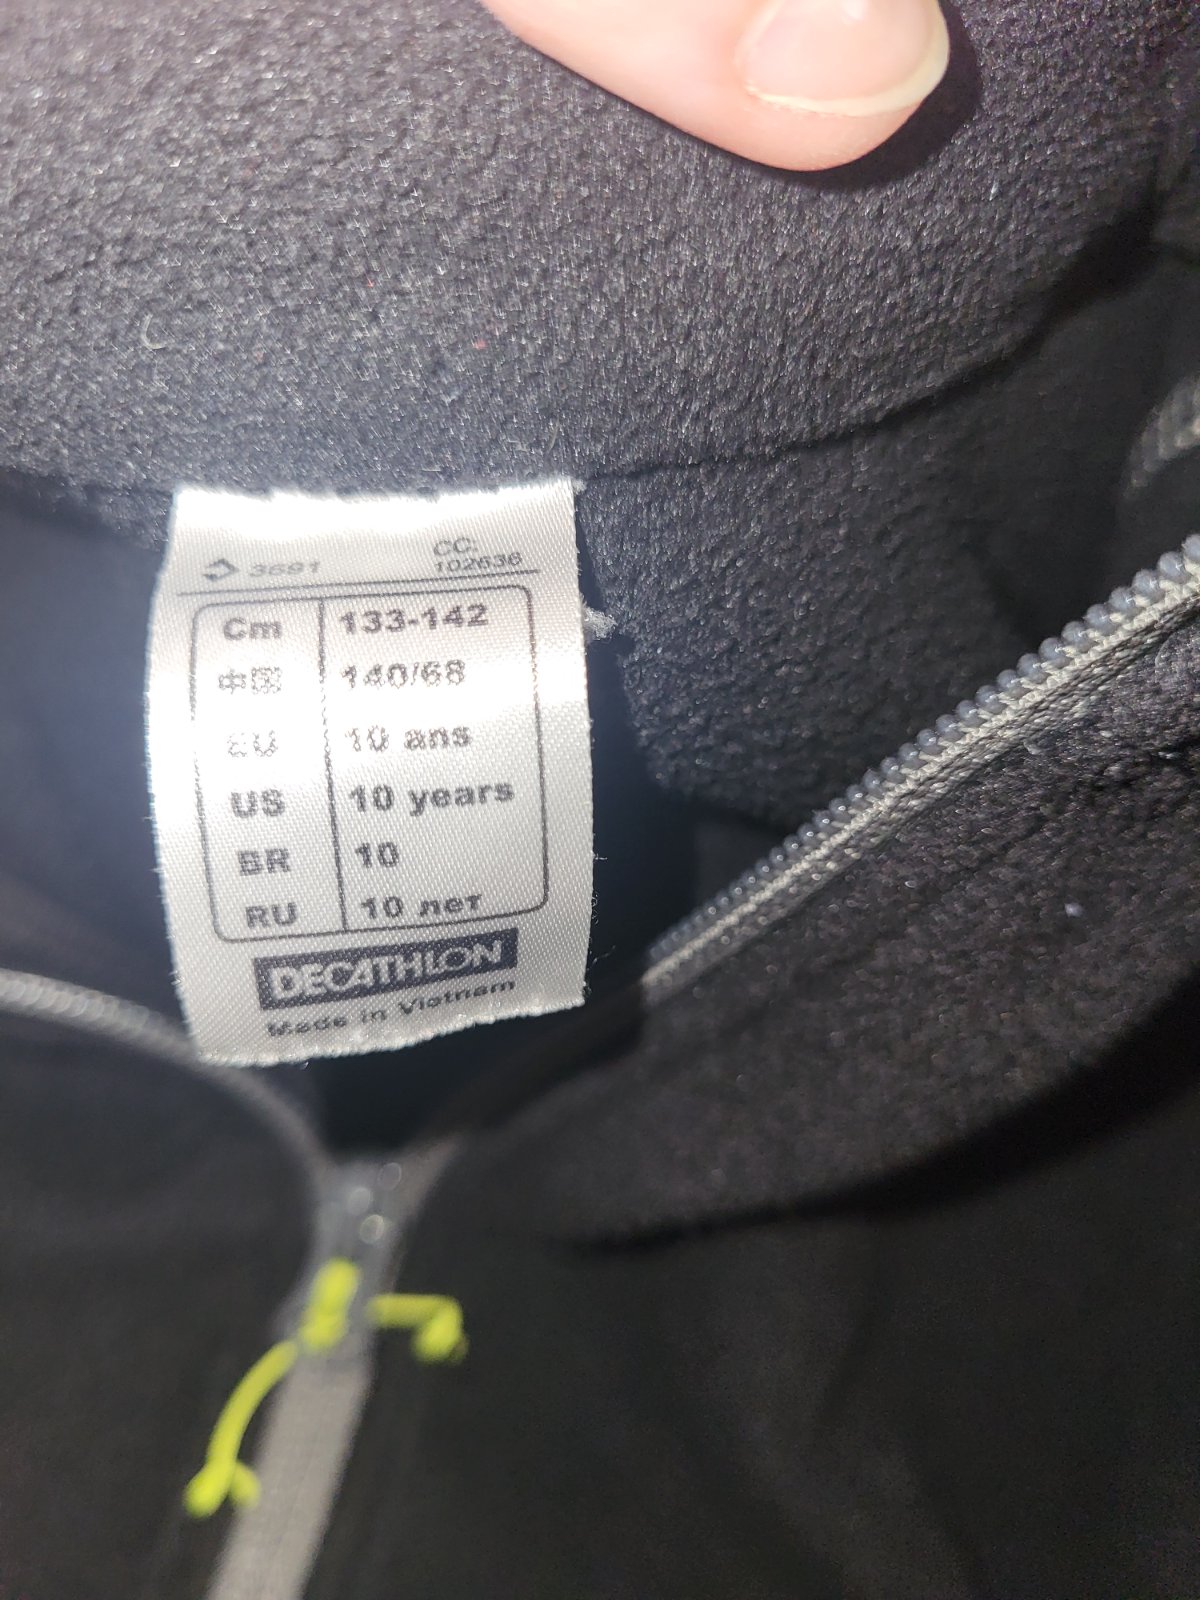 3691
CC:
102636
Cm 133-142
中国 140/68
EU 10 ans
US 10 years
BR 10
RU 10 лет
DECATHLON
Made in Vietnam